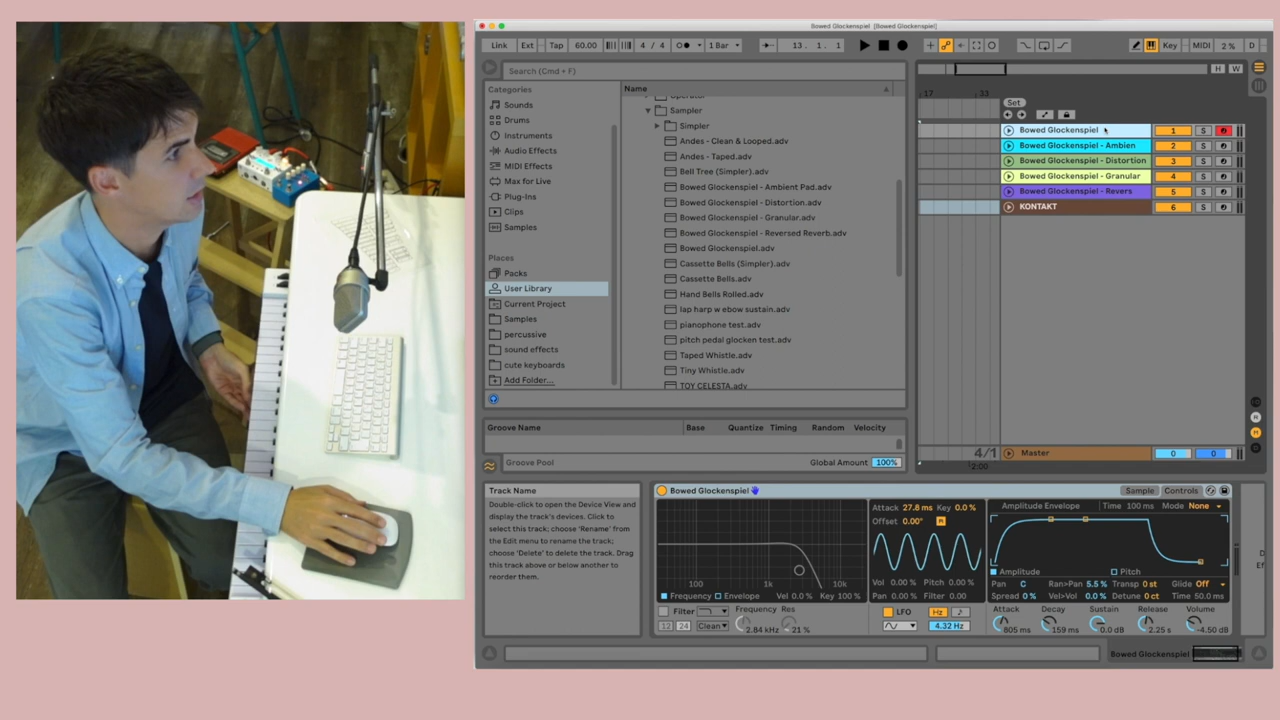 Bowed Glockenspiel [Bowed Glockenspiel]
Link Ext Tap 60.00 4 / 4 1 Bar 13. 1. 1 Key MIDI 2 % D
Search (Cmd + F) H W
Categories Name
Sounds
Drums
Instruments
Audio Effects
MIDI Effects
Max for Live
Plug-Ins
Clips
Samples
Places
Packs
User Library
Current Project
Samples
percussive
sound effects
cute keyboards
Add Folder...
Operator
Sampler
Simpler
Andes - Clean & Looped.adv
Andes - Taped.adv
Bell Tree (Simpler).adv
Bowed Glockenspiel - Ambient Pad.adv
Bowed Glockenspiel - Distortion.adv
Bowed Glockenspiel - Granular.adv
Bowed Glockenspiel - Reversed Reverb.adv
Bowed Glockenspiel.adv
Cassette Bells (Simpler).adv
Cassette Bells.adv
Hand Bells Rolled.adv
lap harp w ebow sustain.adv
pianophone test.adv
pitch pedal glocken test.adv
Taped Whistle.adv
Tiny Whistle.adv
TOY CELESTA.adv
17 33
Set
Bowed Glockenspiel 1 S
Bowed Glockenspiel - Ambien 2 S
Bowed Glockenspiel - Distortion 3 S
Bowed Glockenspiel - Granular 4 S
Bowed Glockenspiel - Revers 5 S
KONTAKT 6 S
4/1 Master 0 0
2:00
Groove Name Base Quantize Timing Random Velocity
Groove Pool Global Amount 100%
Track Name
Double-click to open the Device View and
display the track's devices. Click to
select this track; choose 'Rename' from
the Edit menu to rename the track;
choose 'Delete' to delete the track. Drag
this track above or below another to
reorder them.
Bowed Glockenspiel Sample Controls
Attack 27.8 ms Key 0.0 %
Offset 0.00° R
Amplitude Envelope Time 100 ms Mode None
100 1k 10k
Frequency Envelope Vel 0.0 % Key 100 %
Vol 0.00 % Pitch 0.00 %
Pan 0.00 % Filter 0.00
Amplitude Pitch
Pan C Ran>Pan 5.5 % Transp 0 st Glide Off
Spread 0 % Vel>Vol 0.0 % Detune 0 ct Time 50.0 ms
Filter Frequency Res
12 24 Clean 2.84 kHz 21 %
LFO Hz
4.32 Hz
Attack Decay Sustain Release Volume
805 ms 159 ms 0.0 dB 2.25 s -4.50 dB
Bowed Glockenspiel